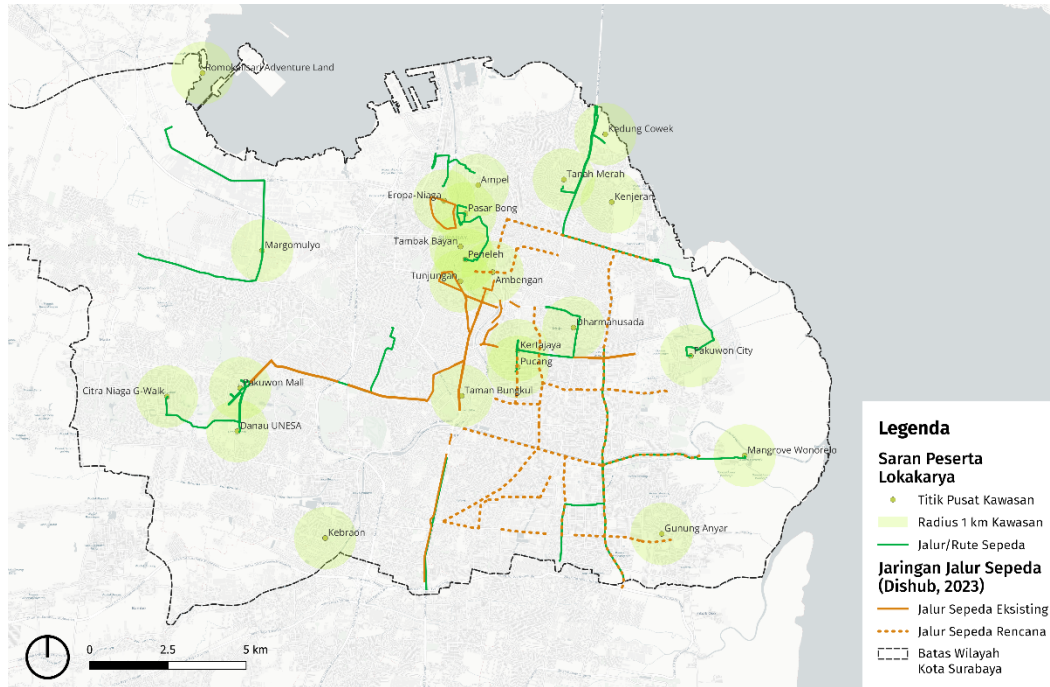 Romokalisari Adventure Land
Kedung Cowek
Tanah Merah
Ampel
Eropa-Niaga
Kenjeran
Pasar Bong
Tambak Bayan
Margomulyo
Peneleh
Tunjungan
Ambengan
Dharmahusada
Kertajaya
Pakuwon City
Pucang
Pakuwon Mall
Citra Niaga G-Walk
Taman Bungkul
Danau UNESA
Mangrove Wonorejo
Gunung Anyar
Kebraon
0 2.5 5 km
Legenda
Saran Peserta
Lokakarya
Titik Pusat Kawasan
Radius 1 km Kawasan
Jalur/Rute Sepeda
Jaringan Jalur Sepeda
(Dishub, 2023)
Jalur Sepeda Eksisting
Jalur Sepeda Rencana
Batas Wilayah
Kota Surabaya